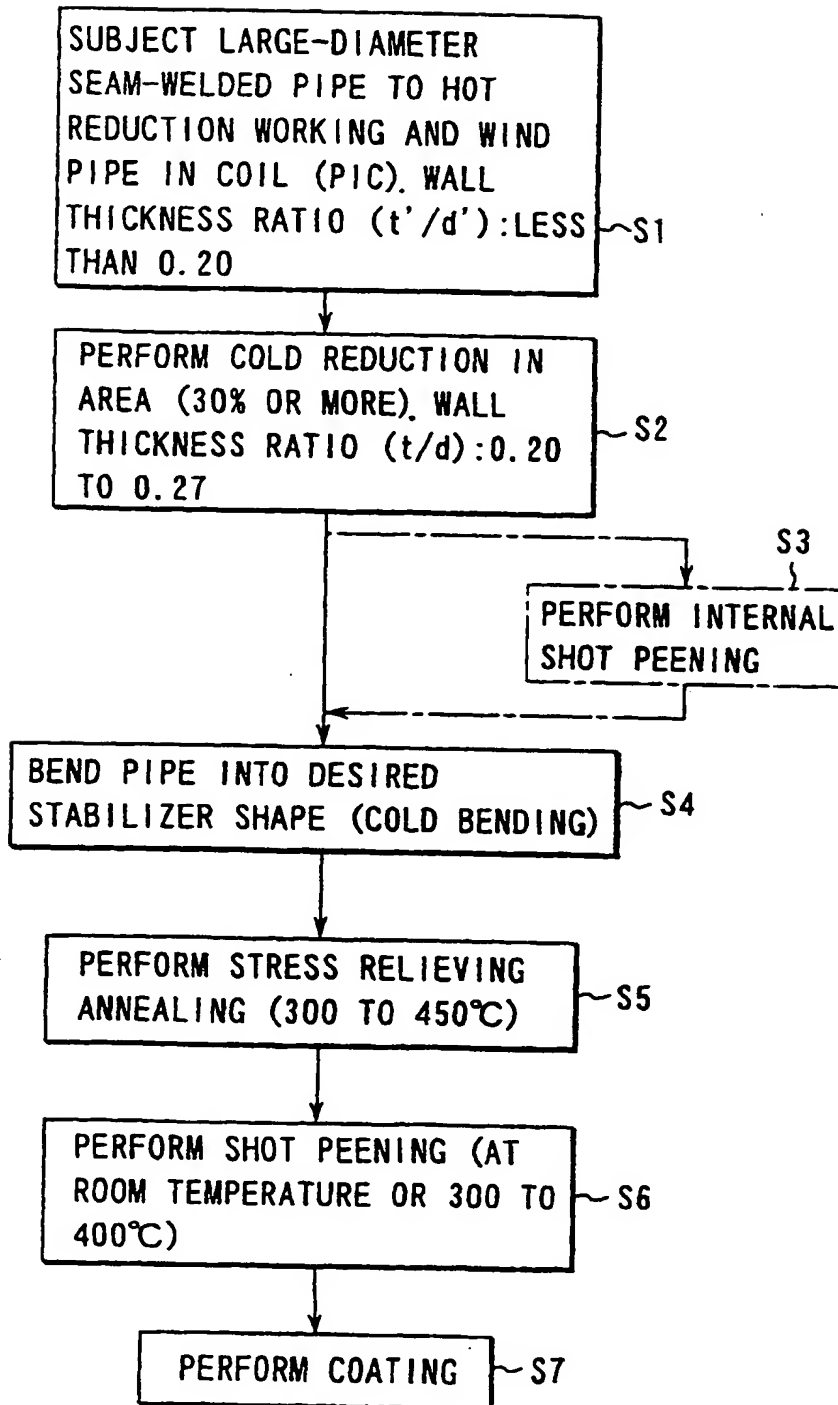 SUBJECT LARGE-DIAMETER
SEAM-WELDED PIPE TO HOT
REDUCTION WORKING AND WIND
PIPE IN COIL (PIC). WALL
THICKNESS RATIO (t'/d'):LESS
THAN 0.20
S1
PERFORM COLD REDUCTION IN
AREA (30% OR MORE). WALL
THICKNESS RATIO (t/d):0.20
TO 0.27
S2
S3
PERFORM INTERNAL
SHOT PEENING
BEND PIPE INTO DESIRED
STABILIZER SHAPE (COLD BENDING)
S4
PERFORM STRESS RELIEVING
ANNEALING (300 TO 450℃)
S5
PERFORM SHOT PEENING (AT
ROOM TEMPERATURE OR 300 TO
400℃)
S6
PERFORM COATING
S7